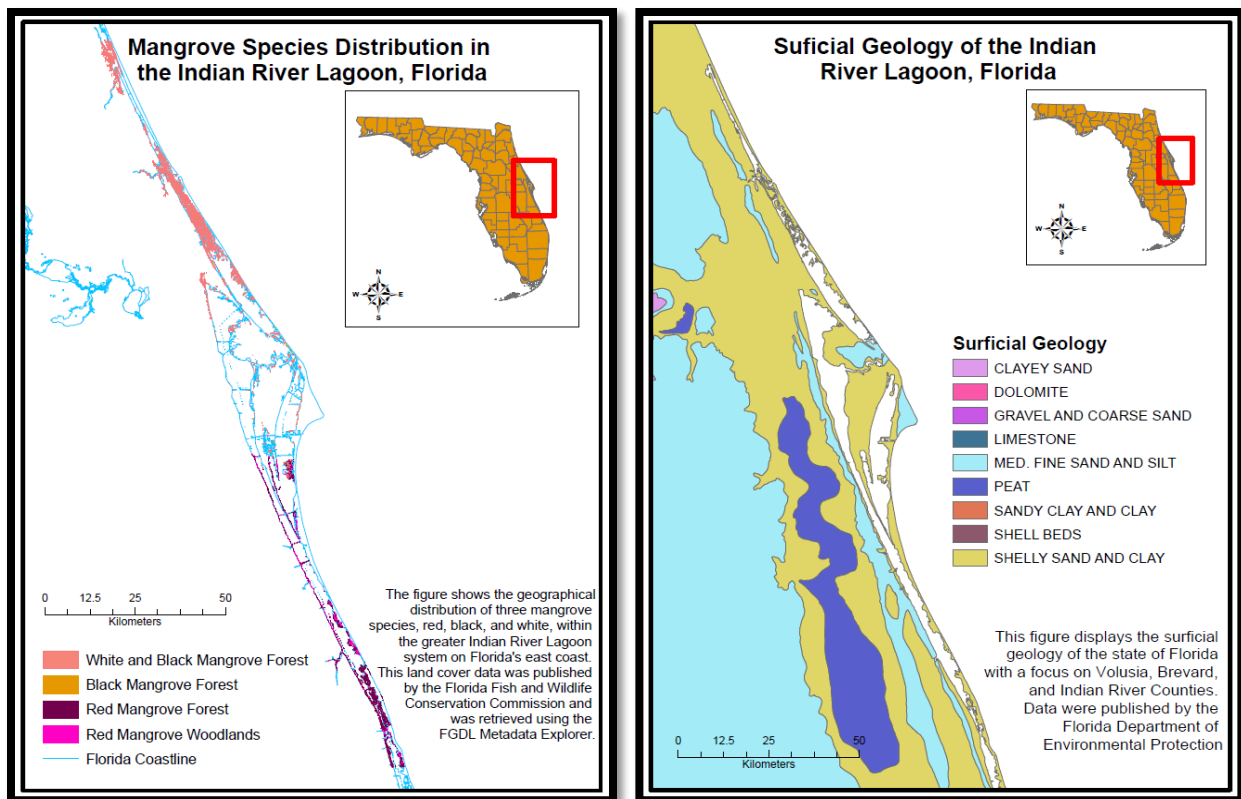 Mangrove Species Distribution in
the Indian River Lagoon, Florida
N
W E
S
0 12.5 25 50
Kilometers
White and Black Mangrove Forest
Black Mangrove Forest
Red Mangrove Forest
Red Mangrove Woodlands
Florida Coastline
The figure shows the geographical
distribution of three mangrove
species, red, black, and white, within
the greater Indian River Lagoon
system on Florida's east coast.
This land cover data was published
by the Florida Fish and Wildlife
Conservation Commission and
was retrieved using the
FGDL Metadata Explorer.
Suficial Geology of the Indian
River Lagoon, Florida
N
W E
S
Surficial Geology
CLAYEY SAND
DOLOMITE
GRAVEL AND COARSE SAND
LIMESTONE
MED. FINE SAND AND SILT
PEAT
SANDY CLAY AND CLAY
SHELL BEDS
SHELLY SAND AND CLAY
This figure displays the surficial
geology of the state of Florida
with a focus on Volusia, Brevard,
and Indian River Counties.
Data were published by the
Florida Department of
Environmental Protection
0 12.5 25 50
Kilometers